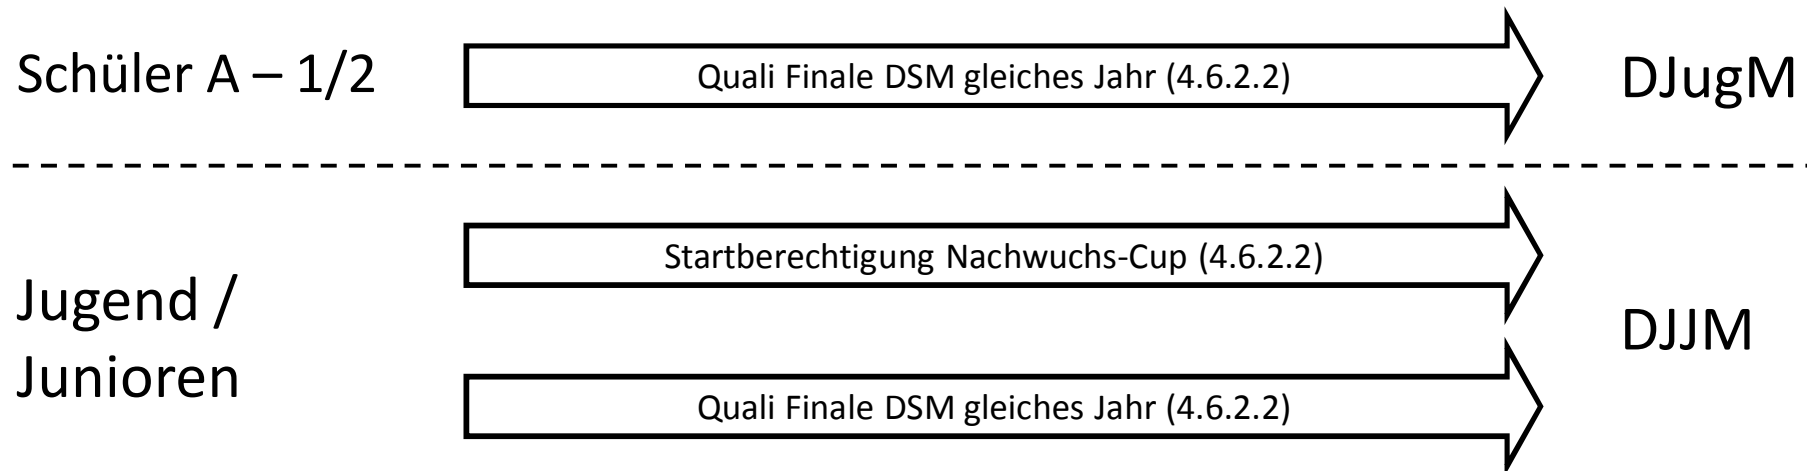 Schüler A – 1/2
Quali Finale DSM gleiches Jahr (4.6.2.2)
DJugM
Jugend /
Junioren
Startberechtigung Nachwuchs-Cup (4.6.2.2)
Quali Finale DSM gleiches Jahr (4.6.2.2)
DJJM